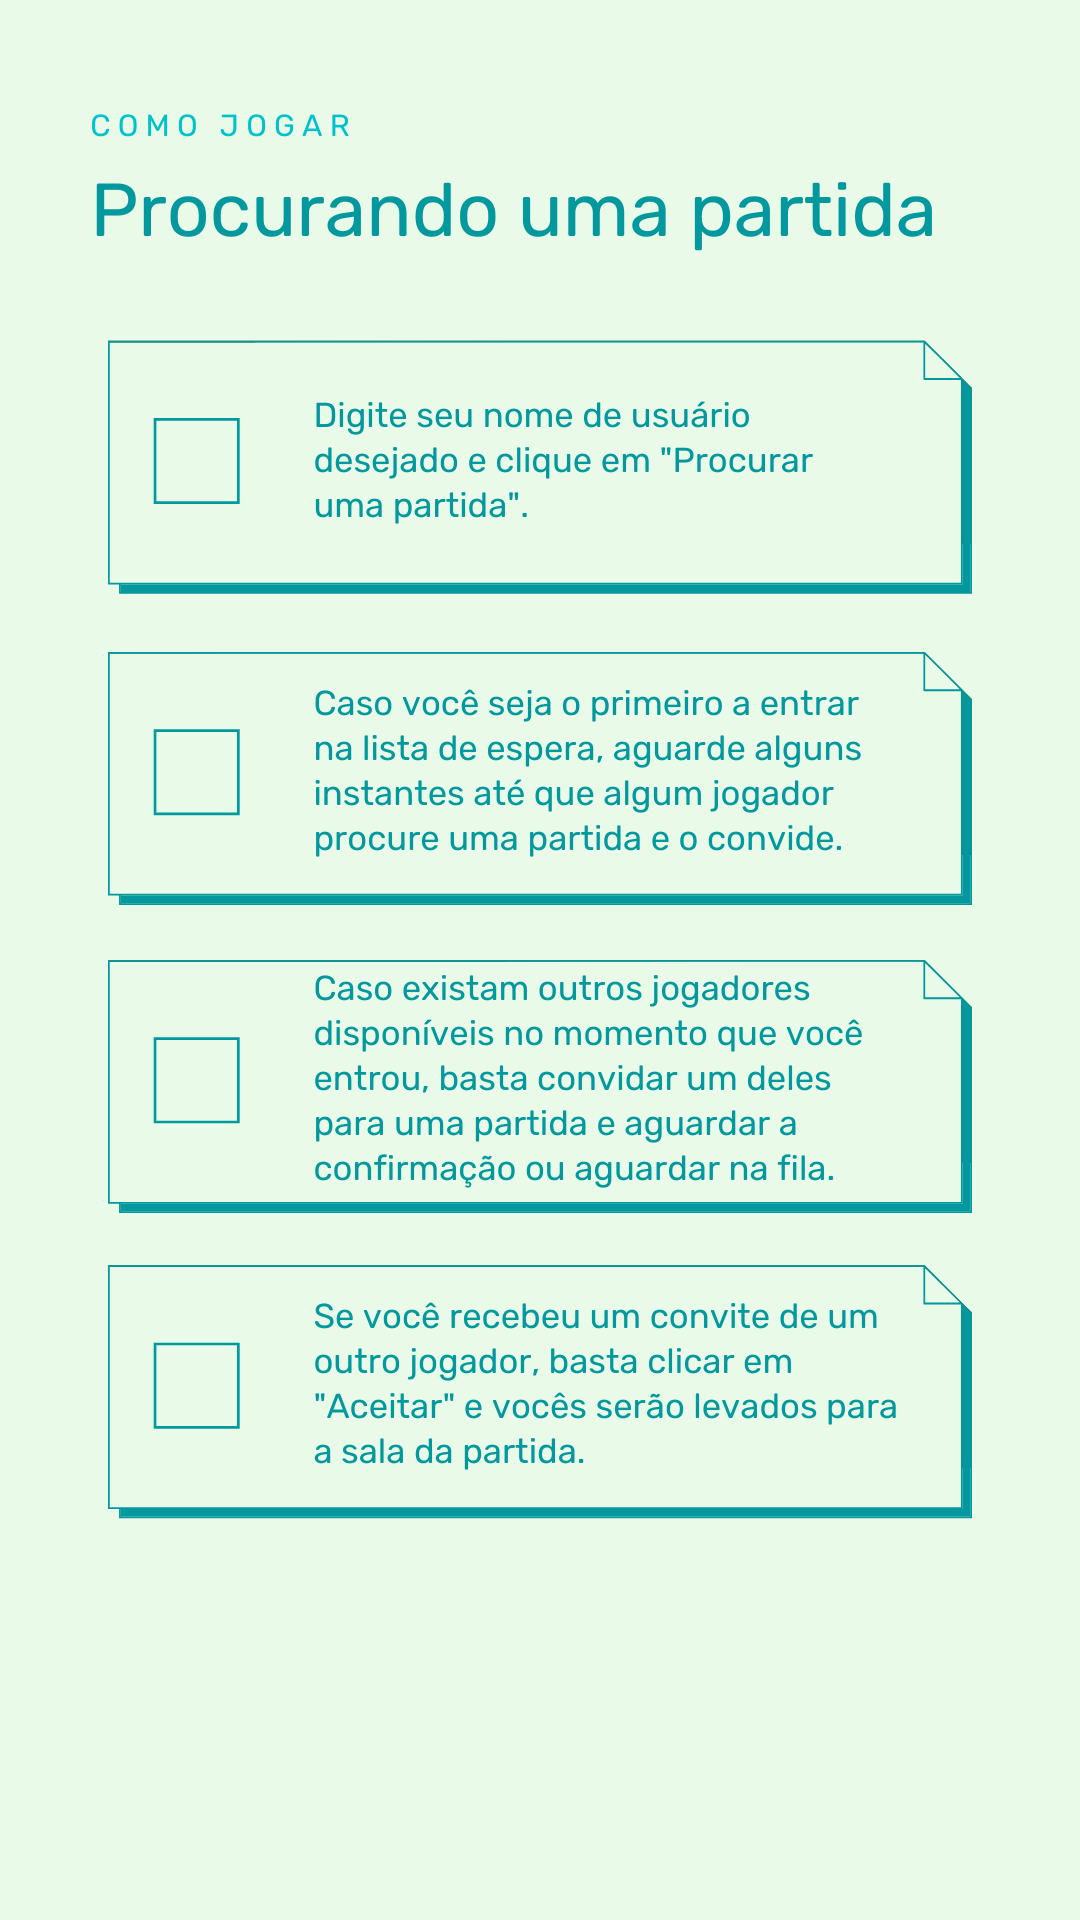 COMO JOGAR
Procurando uma partida
Digite seu nome de usuário
desejado e clique em "Procurar
uma partida".
Caso você seja o primeiro a entrar
na lista de espera, aguarde alguns
instantes até que algum jogador
procure uma partida e o convide.
Caso existam outros jogadores
disponíveis no momento que você
entrou, basta convidar um deles
para uma partida e aguardar a
confirmação ou aguardar na fila.
Se você recebeu um convite de um
outro jogador, basta clicar em
"Aceitar" e vocês serão levados para
a sala da partida.